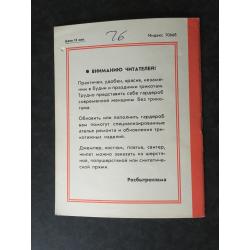 Цена 15 коп.
76
Индекс 70668
● ВНИМАНИЮ ЧИТАТЕЛЕЙ!
Практичен, удобен, красив, незаменим
в будни и праздники трикотаж.
Трудно представить себе гардероб
современной женщины без трикотажа.
Обновить или пополнить гардероб
вам помогут специализированные
ателье ремонта и обновления трикотажных
изделий.
Джемпер, костюм, платье, свитер,
жилет можно заказать из шерстяной,
полушерстяной или синтетической
пряжи.
Росбытреклама